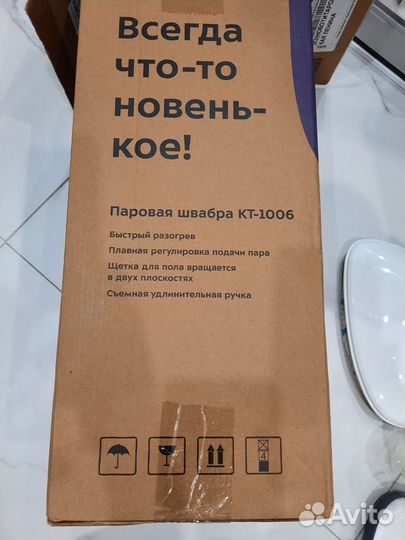 Всегда
что-то
новень-
кое!
Паровая швабра КТ-1006
Быстрый разогрев
Плавная регулировка подачи пара
Щетка для пола вращается
в двух плоскостях
Съемная удлинительная ручка
4
Avito